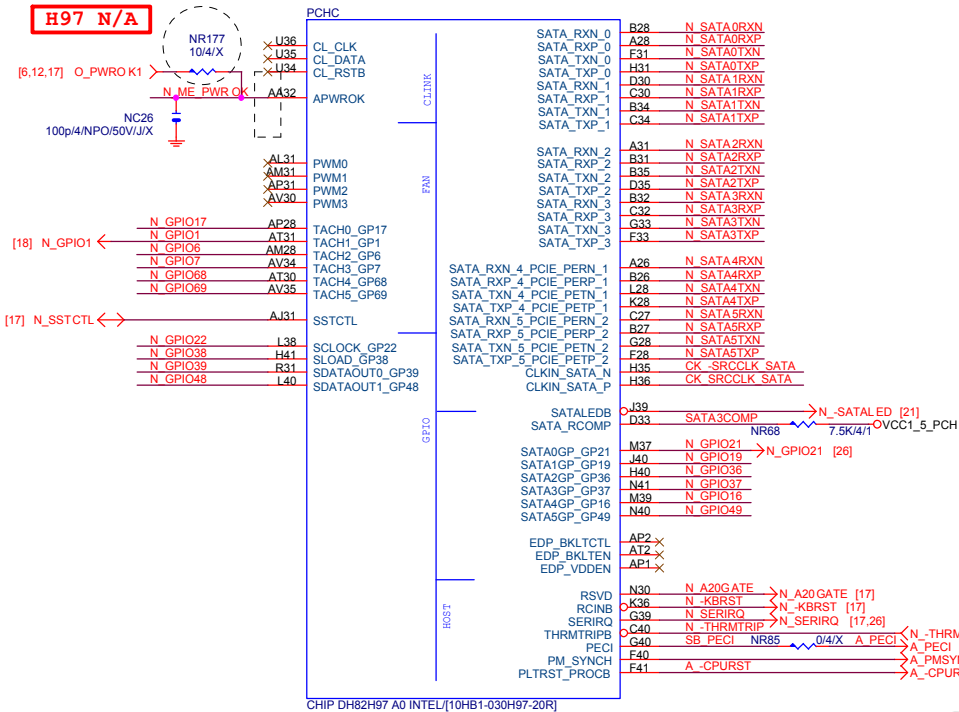 H97 N/A
PCHC
NR177
10/4/X
[6,12,17] O_PWROK1
N_ME_PWROK
NC26
100p/4/NPO/50V/J/X
U36 CL_CLK
U35 CL_DATA
U34 CL_RSTB
AA32 APWROK
CLINK
AL31 PWM0
AM31 PWM1
AP31 PWM2
AV30 PWM3
FAN
N_GPIO17 AP28 TACH0_GP17
[18] N_GPIO1 N_GPIO1 AT31 TACH1_GP1
N_GPIO6 AM28 TACH2_GP6
N_GPIO7 AV34 TACH3_GP7
N_GPIO68 AT30 TACH4_GP68
N_GPIO69 AV35 TACH5_GP69
[17] N_SSTCTL AJ31 SSTCTL
N_GPIO22 L38 SCLOCK_GP22
N_GPIO38 H41 SLOAD_GP38
N_GPIO39 R31 SDATAOUT0_GP39
N_GPIO48 L40 SDATAOUT1_GP48
GPIO
HOST
SATA_RXN_0 B28 N_SATA0RXN
SATA_RXP_0 A28 N_SATA0RXP
SATA_TXN_0 F31 N_SATA0TXN
SATA_TXP_0 H31 N_SATA0TXP
SATA_RXN_1 D30 N_SATA1RXN
SATA_RXP_1 C30 N_SATA1RXP
SATA_TXN_1 B34 N_SATA1TXN
SATA_TXP_1 C34 N_SATA1TXP
SATA_RXN_2 A31 N_SATA2RXN
SATA_RXP_2 B31 N_SATA2RXP
SATA_TXN_2 B35 N_SATA2TXN
SATA_TXP_2 D35 N_SATA2TXP
SATA_RXN_3 B32 N_SATA3RXN
SATA_RXP_3 C32 N_SATA3RXP
SATA_TXN_3 G33 N_SATA3TXN
SATA_TXP_3 F33 N_SATA3TXP
SATA_RXN_4_PCIE_PERN_1 A26 N_SATA4RXN
SATA_RXP_4_PCIE_PERP_1 B26 N_SATA4RXP
SATA_TXN_4_PCIE_PETN_1 L28 N_SATA4TXN
SATA_TXP_4_PCIE_PETP_1 K28 N_SATA4TXP
SATA_RXN_5_PCIE_PERN_2 C27 N_SATA5RXN
SATA_RXP_5_PCIE_PERP_2 B27 N_SATA5RXP
SATA_TXN_5_PCIE_PETN_2 G28 N_SATA5TXN
SATA_TXP_5_PCIE_PETP_2 F28 N_SATA5TXP
CLKIN_SATA_N H35 CK_-SRCCLK_SATA
CLKIN_SATA_P H36 CK_SRCCLK_SATA
SATALEDB J39 N_-SATALED [21]
SATA_RCOMP D33 SATA3COMP NR68 7.5K/4/1 VCC1_5_PCH
SATA0GP_GP21 M37 N_GPIO21 N_GPIO21 [26]
SATA1GP_GP19 J40 N_GPIO19
SATA2GP_GP36 H40 N_GPIO36
SATA3GP_GP37 N41 N_GPIO37
SATA4GP_GP16 M39 N_GPIO16
SATA5GP_GP49 N40 N_GPIO49
EDP_BKLTCTL AP2
EDP_BKLTEN AT2
EDP_VDDEN AP1
RSVD N30 N_A20GATE N_A20GATE [17]
RCINB K36 N_-KBRST N_-KBRST [17]
SERIRQ G39 N_SERIRQ N_SERIRQ [17,26]
THRMTRIPB C40 N_-THRMTRIP N_-THRM
PECI G40 SB_PECI NR85 0/4/X A_PECI A_PECI
PM_SYNCH F40 A_PMSY
PLTRST_PROCB F41 A_-CPURST A_-CPUR
CHIP DH82H97 A0 INTEL/[10HB1-030H97-20R]